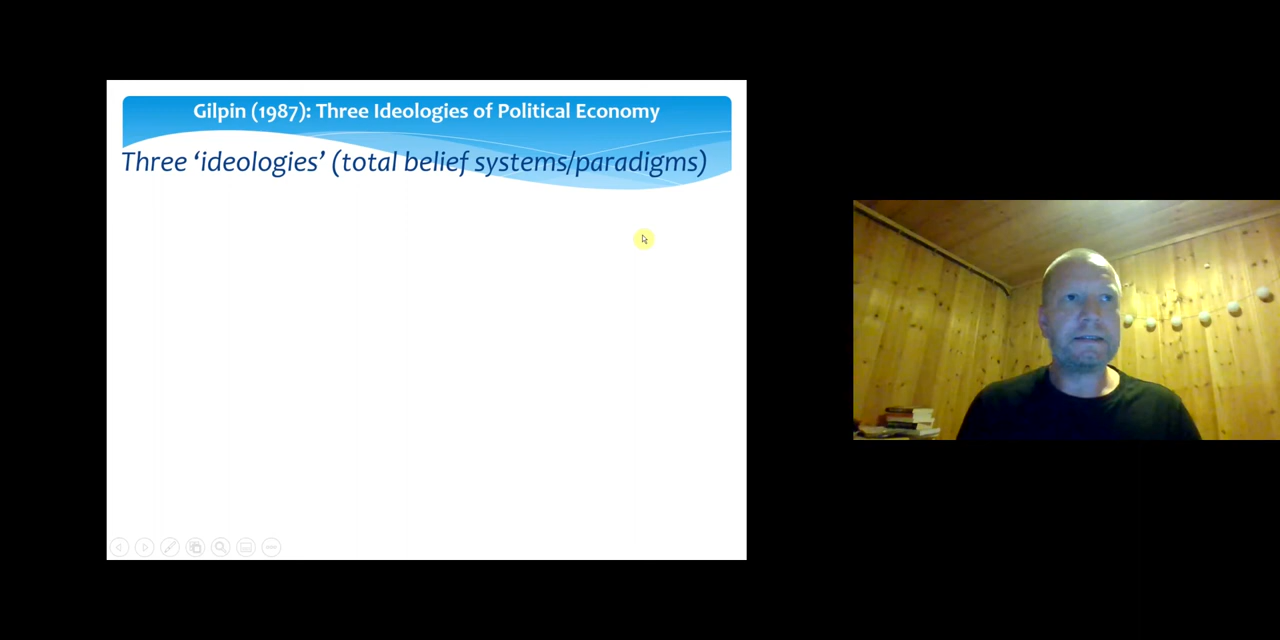 Gilpin (1987): Three Ideologies of Political Economy
Three ‘ideologies’ (total belief systems/paradigms)